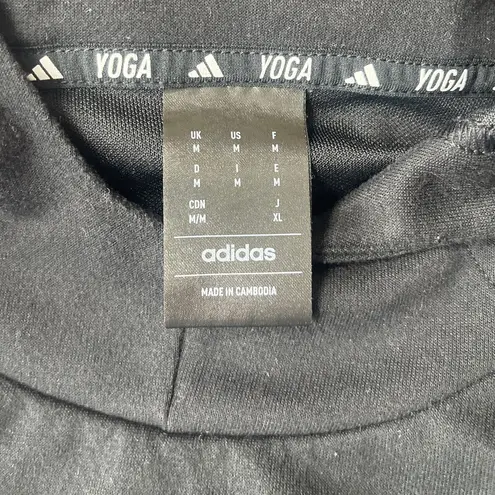 YOGA YOGA YOGA
UK US F
M M M
D I E
M M M
CDN J
M/M XL
adidas
MADE IN CAMBODIA